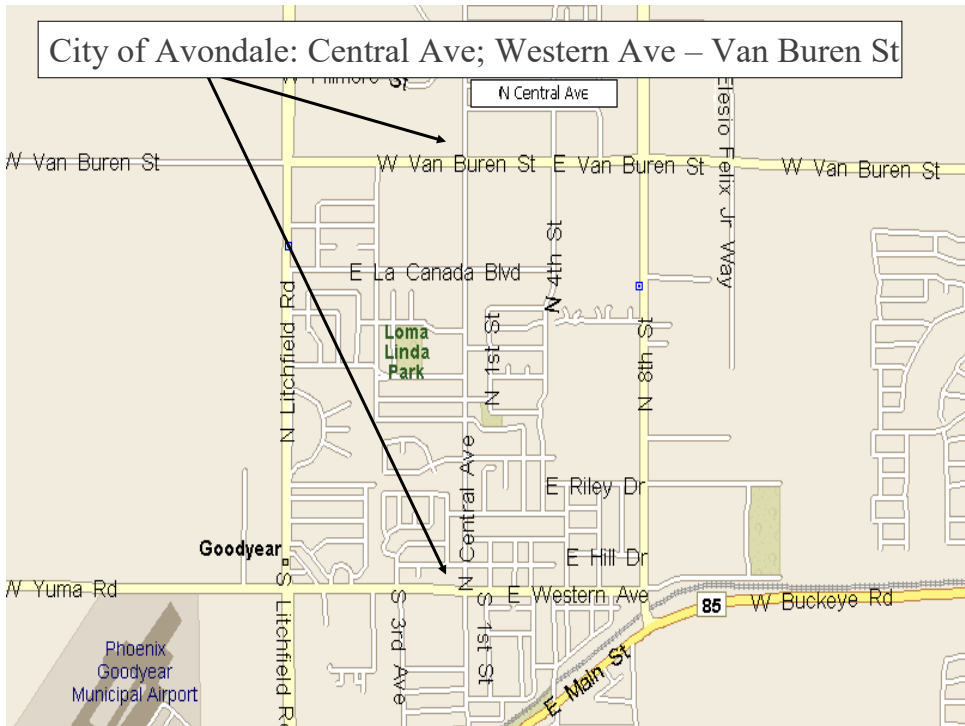 City of Avondale: Central Ave; Western Ave – Van Buren St
N Central Ave
W Van Buren St
W Van Buren St
E Van Buren St
W Van Buren St
Felix Jr Way
E La Canada Blvd
N 4th St
N Litchfield Rd
Loma
Linda
Park
N 1st St
N 8th St
N Central Ave
E Riley Dr
Goodyear
E Hill Dr
W Yuma Rd
E Western Ave
85
W Buckeye Rd
S Litchfield Rd
S 3rd Ave
S 1st St
E Main St
Phoenix
Goodyear
Municipal Airport